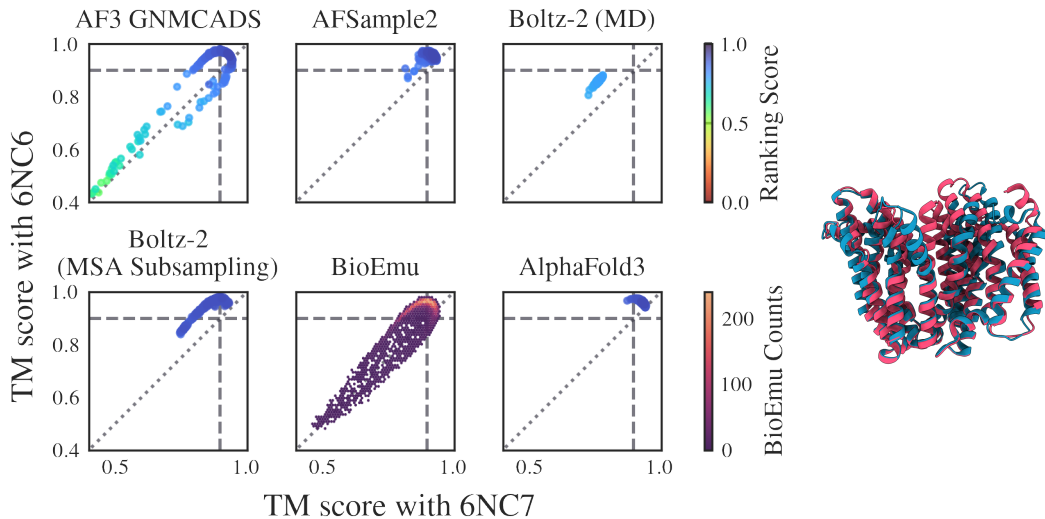 AF3 GNMCADS
AFSample2
Boltz-2 (MD)
1.0
0.8
0.6
0.4
1.0
0.5
0.0
Ranking Score
TM score with 6NC6
Boltz-2
(MSA Subsampling)
BioEmu
AlphaFold3
1.0
0.8
0.6
0.4
0.5
1.0
0.5
1.0
0.5
1.0
200
100
0
BioEmu Counts
TM score with 6NC7